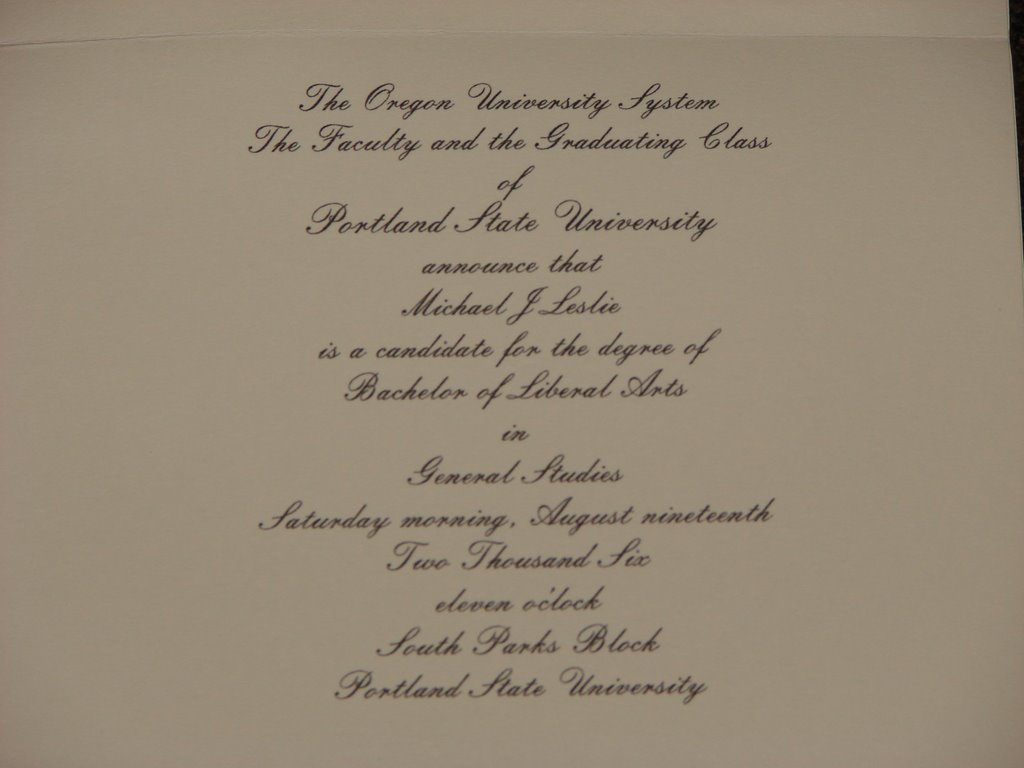 The Oregon University System
The Faculty and the Graduating Class
of
Portland State University
announce that
Michael J Leslie
is a candidate for the degree of
Bachelor of Liberal Arts
in
General Studies
Saturday morning, August nineteenth
Two Thousand Six
eleven o'clock
South Parks Block
Portland State University